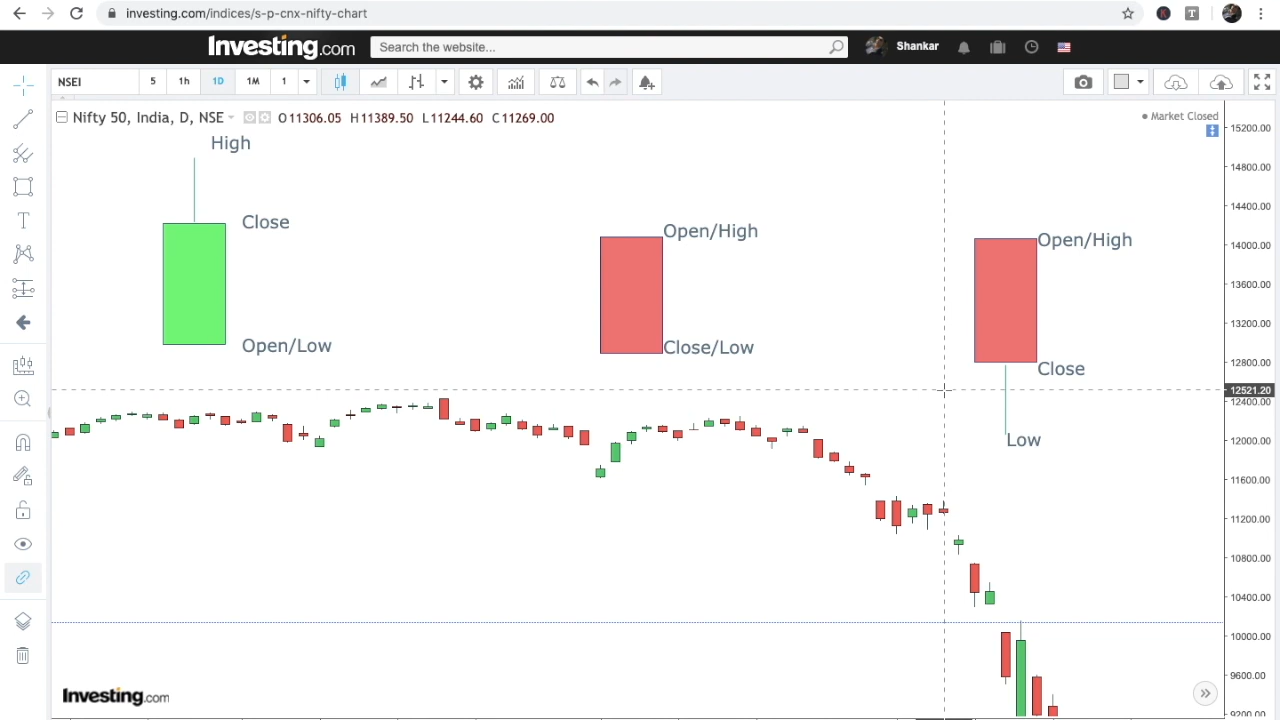 investing.com/indices/s-p-cnx-nifty-chart
K
T
Investing.com
Search the website...
Shankar
NSEI
5
1h
1D
1M
1
Nifty 50, India, D, NSE
O11306.05 H11389.50 L11244.60 C11269.00
Market Closed
High
Close
Open/Low
Open/High
Close/Low
Open/High
Close
Low
15200.00
14800.00
14400.00
14000.00
13600.00
13200.00
12800.00
12521.20
12400.00
12000.00
11600.00
11200.00
10800.00
10400.00
10000.00
9600.00
9200.00
T
Investing.com